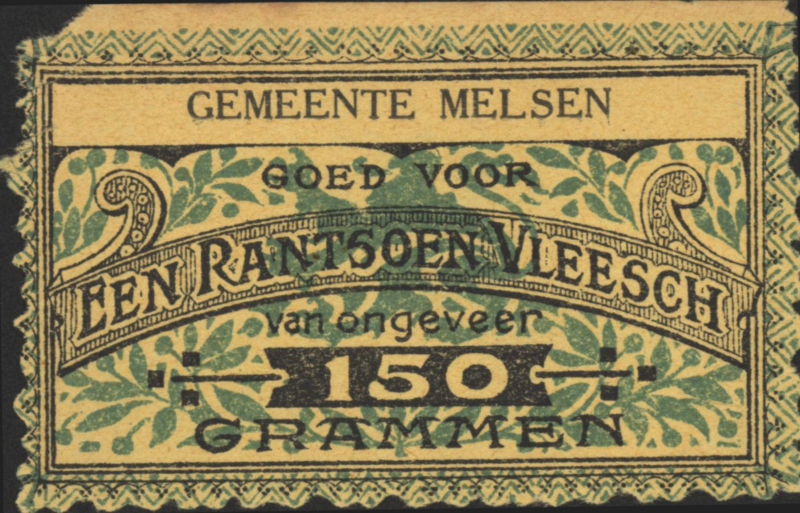 GEMEENTE MELSEN
GOED VOOR
EEN RANTSOEN VLEESCH
van ongeveer
150
GRAMMEN